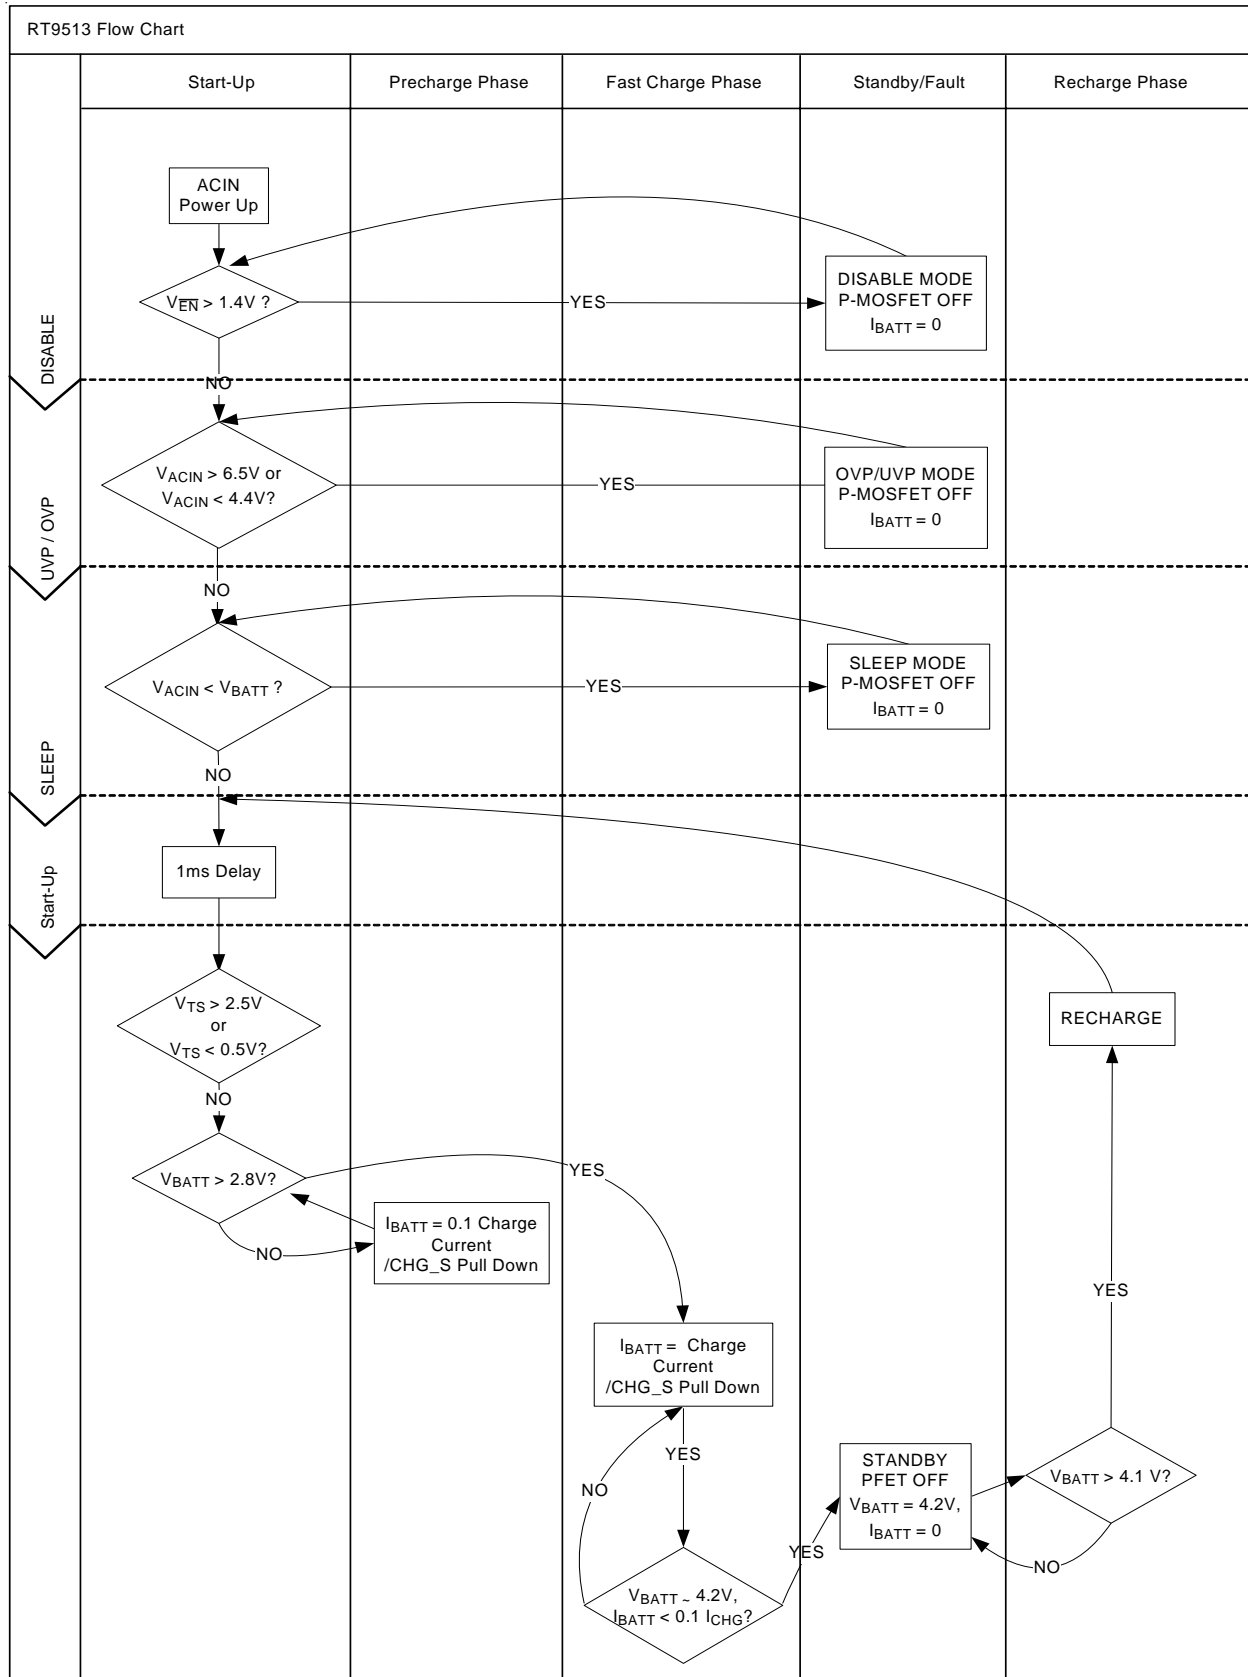 RT9513 Flow Chart
Start-Up
Precharge Phase
Fast Charge Phase
Standby/Fault
Recharge Phase
DISABLE
ACIN
Power Up
VEN > 1.4V ?
YES
DISABLE MODE
P-MOSFET OFF
IBATT = 0
NO
UVP / OVP
VACIN > 6.5V or
VACIN < 4.4V?
YES
OVP/UVP MODE
P-MOSFET OFF
IBATT = 0
NO
SLEEP
VACIN < VBATT ?
YES
SLEEP MODE
P-MOSFET OFF
IBATT = 0
NO
Start-Up
1ms Delay
VTS > 2.5V
or
VTS < 0.5V?
NO
VBATT > 2.8V?
YES
NO
IBATT = 0.1 Charge
Current
/CHG_S Pull Down
IBATT = Charge
Current
/CHG_S Pull Down
YES
NO
VBATT ~ 4.2V,
IBATT < 0.1 ICHG?
YES
STANDBY
PFET OFF
VBATT = 4.2V,
IBATT = 0
VBATT > 4.1 V?
NO
YES
RECHARGE